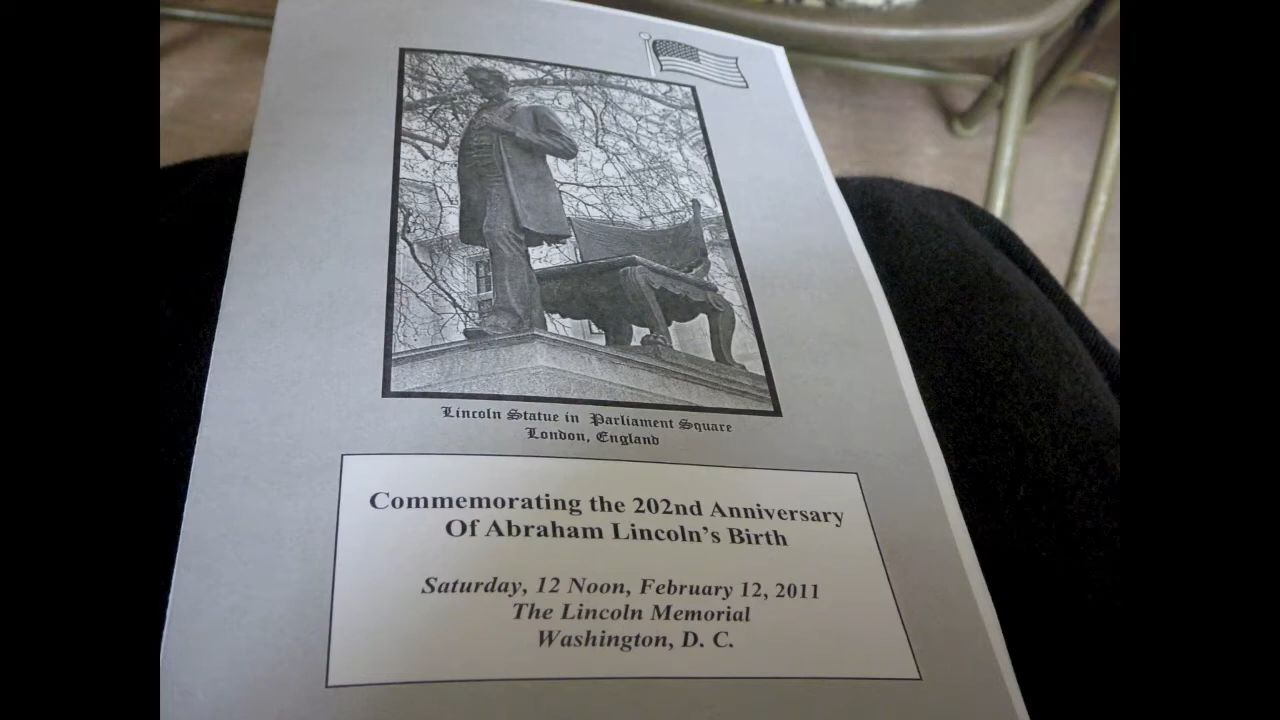 Lincoln Statue in Parliament Square
London, England
Commemorating the 202nd Anniversary
Of Abraham Lincoln's Birth
Saturday, 12 Noon, February 12, 2011
The Lincoln Memorial
Washington, D. C.